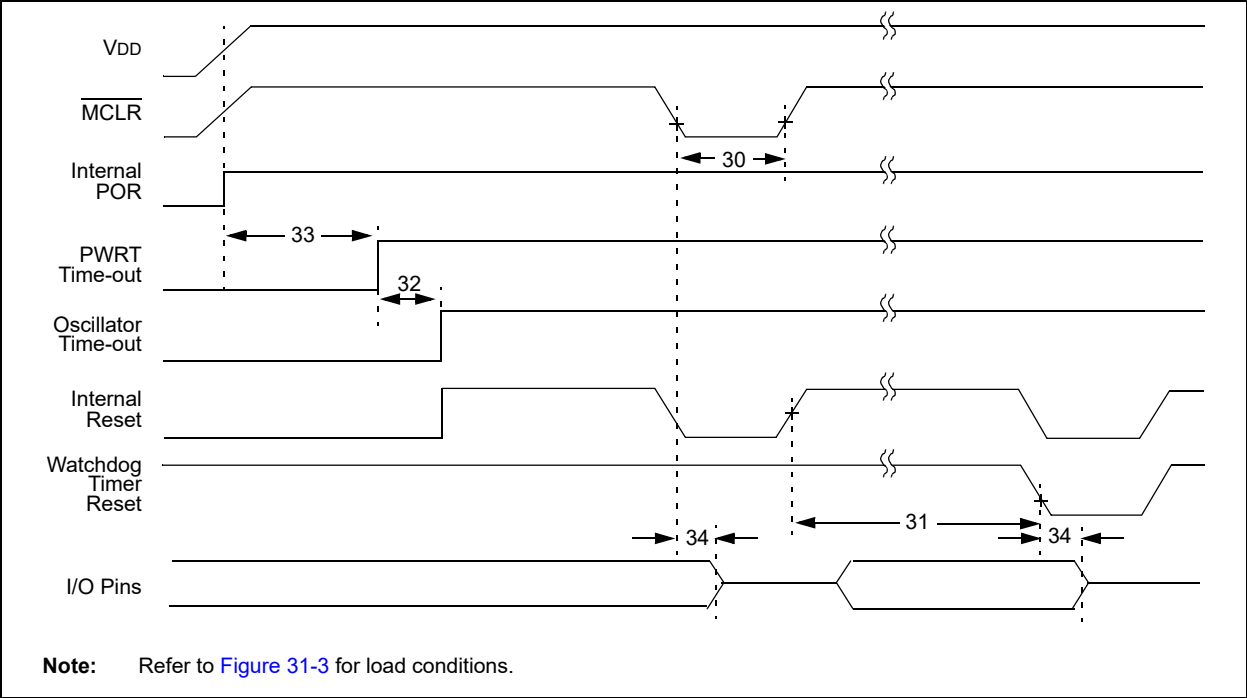 VDD
MCLR
30
Internal
POR
33
PWRT
Time-out
32
Oscillator
Time-out
Internal
Reset
Watchdog
Timer
Reset
31
34
34
I/O Pins
Note: Refer to Figure 31-3 for load conditions.